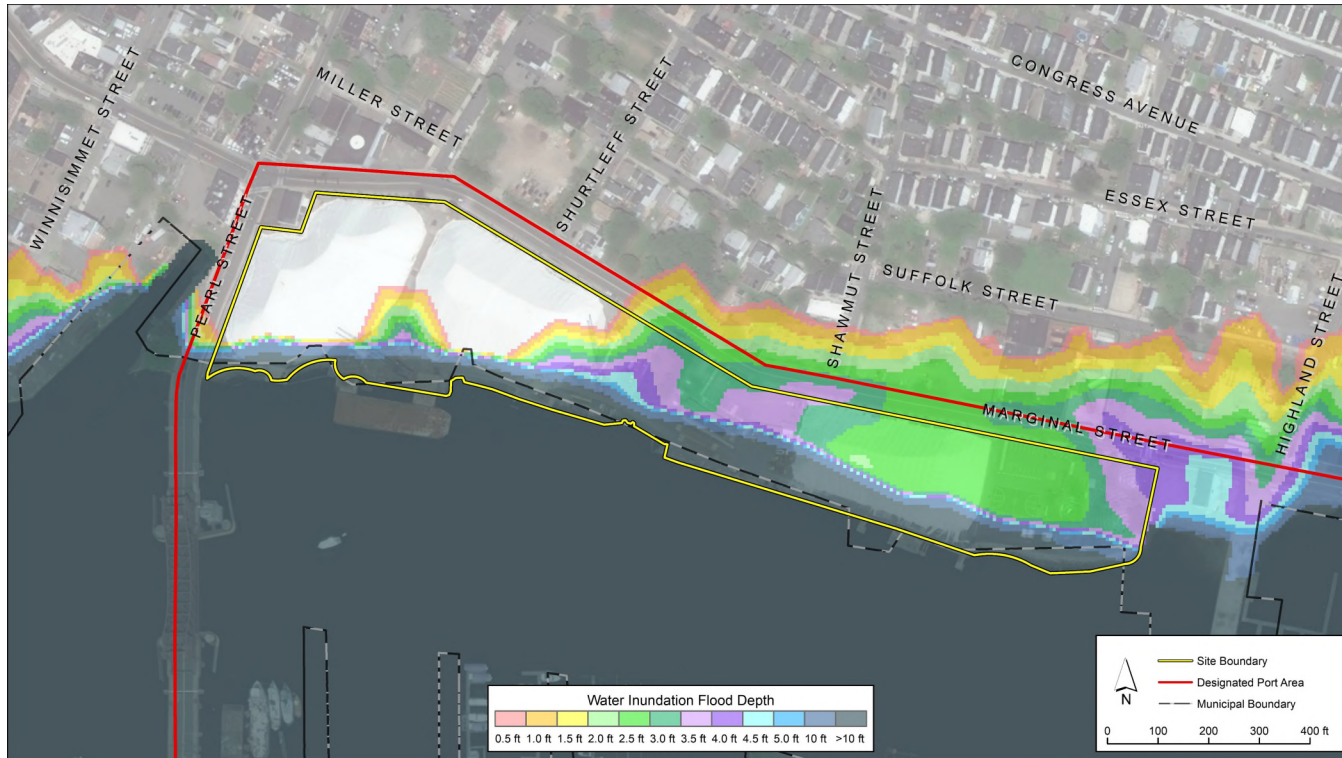 WINNISIMMET STREET
MILLER STREET
SHURTLEFF STREET
CONGRESS AVENUE
ESSEX STREET
PEARL STREET
SHAWMUT STREET
SUFFOLK STREET
HIGHLAND STREET
MARGINAL STREET
Water Inundation Flood Depth
0.5 ft 1.0 ft 1.5 ft 2.0 ft 2.5 ft 3.0 ft 3.5 ft 4.0 ft 4.5 ft 5.0 ft 10 ft >10 ft
N
Site Boundary
Designated Port Area
Municipal Boundary
0 100 200 300 400 ft